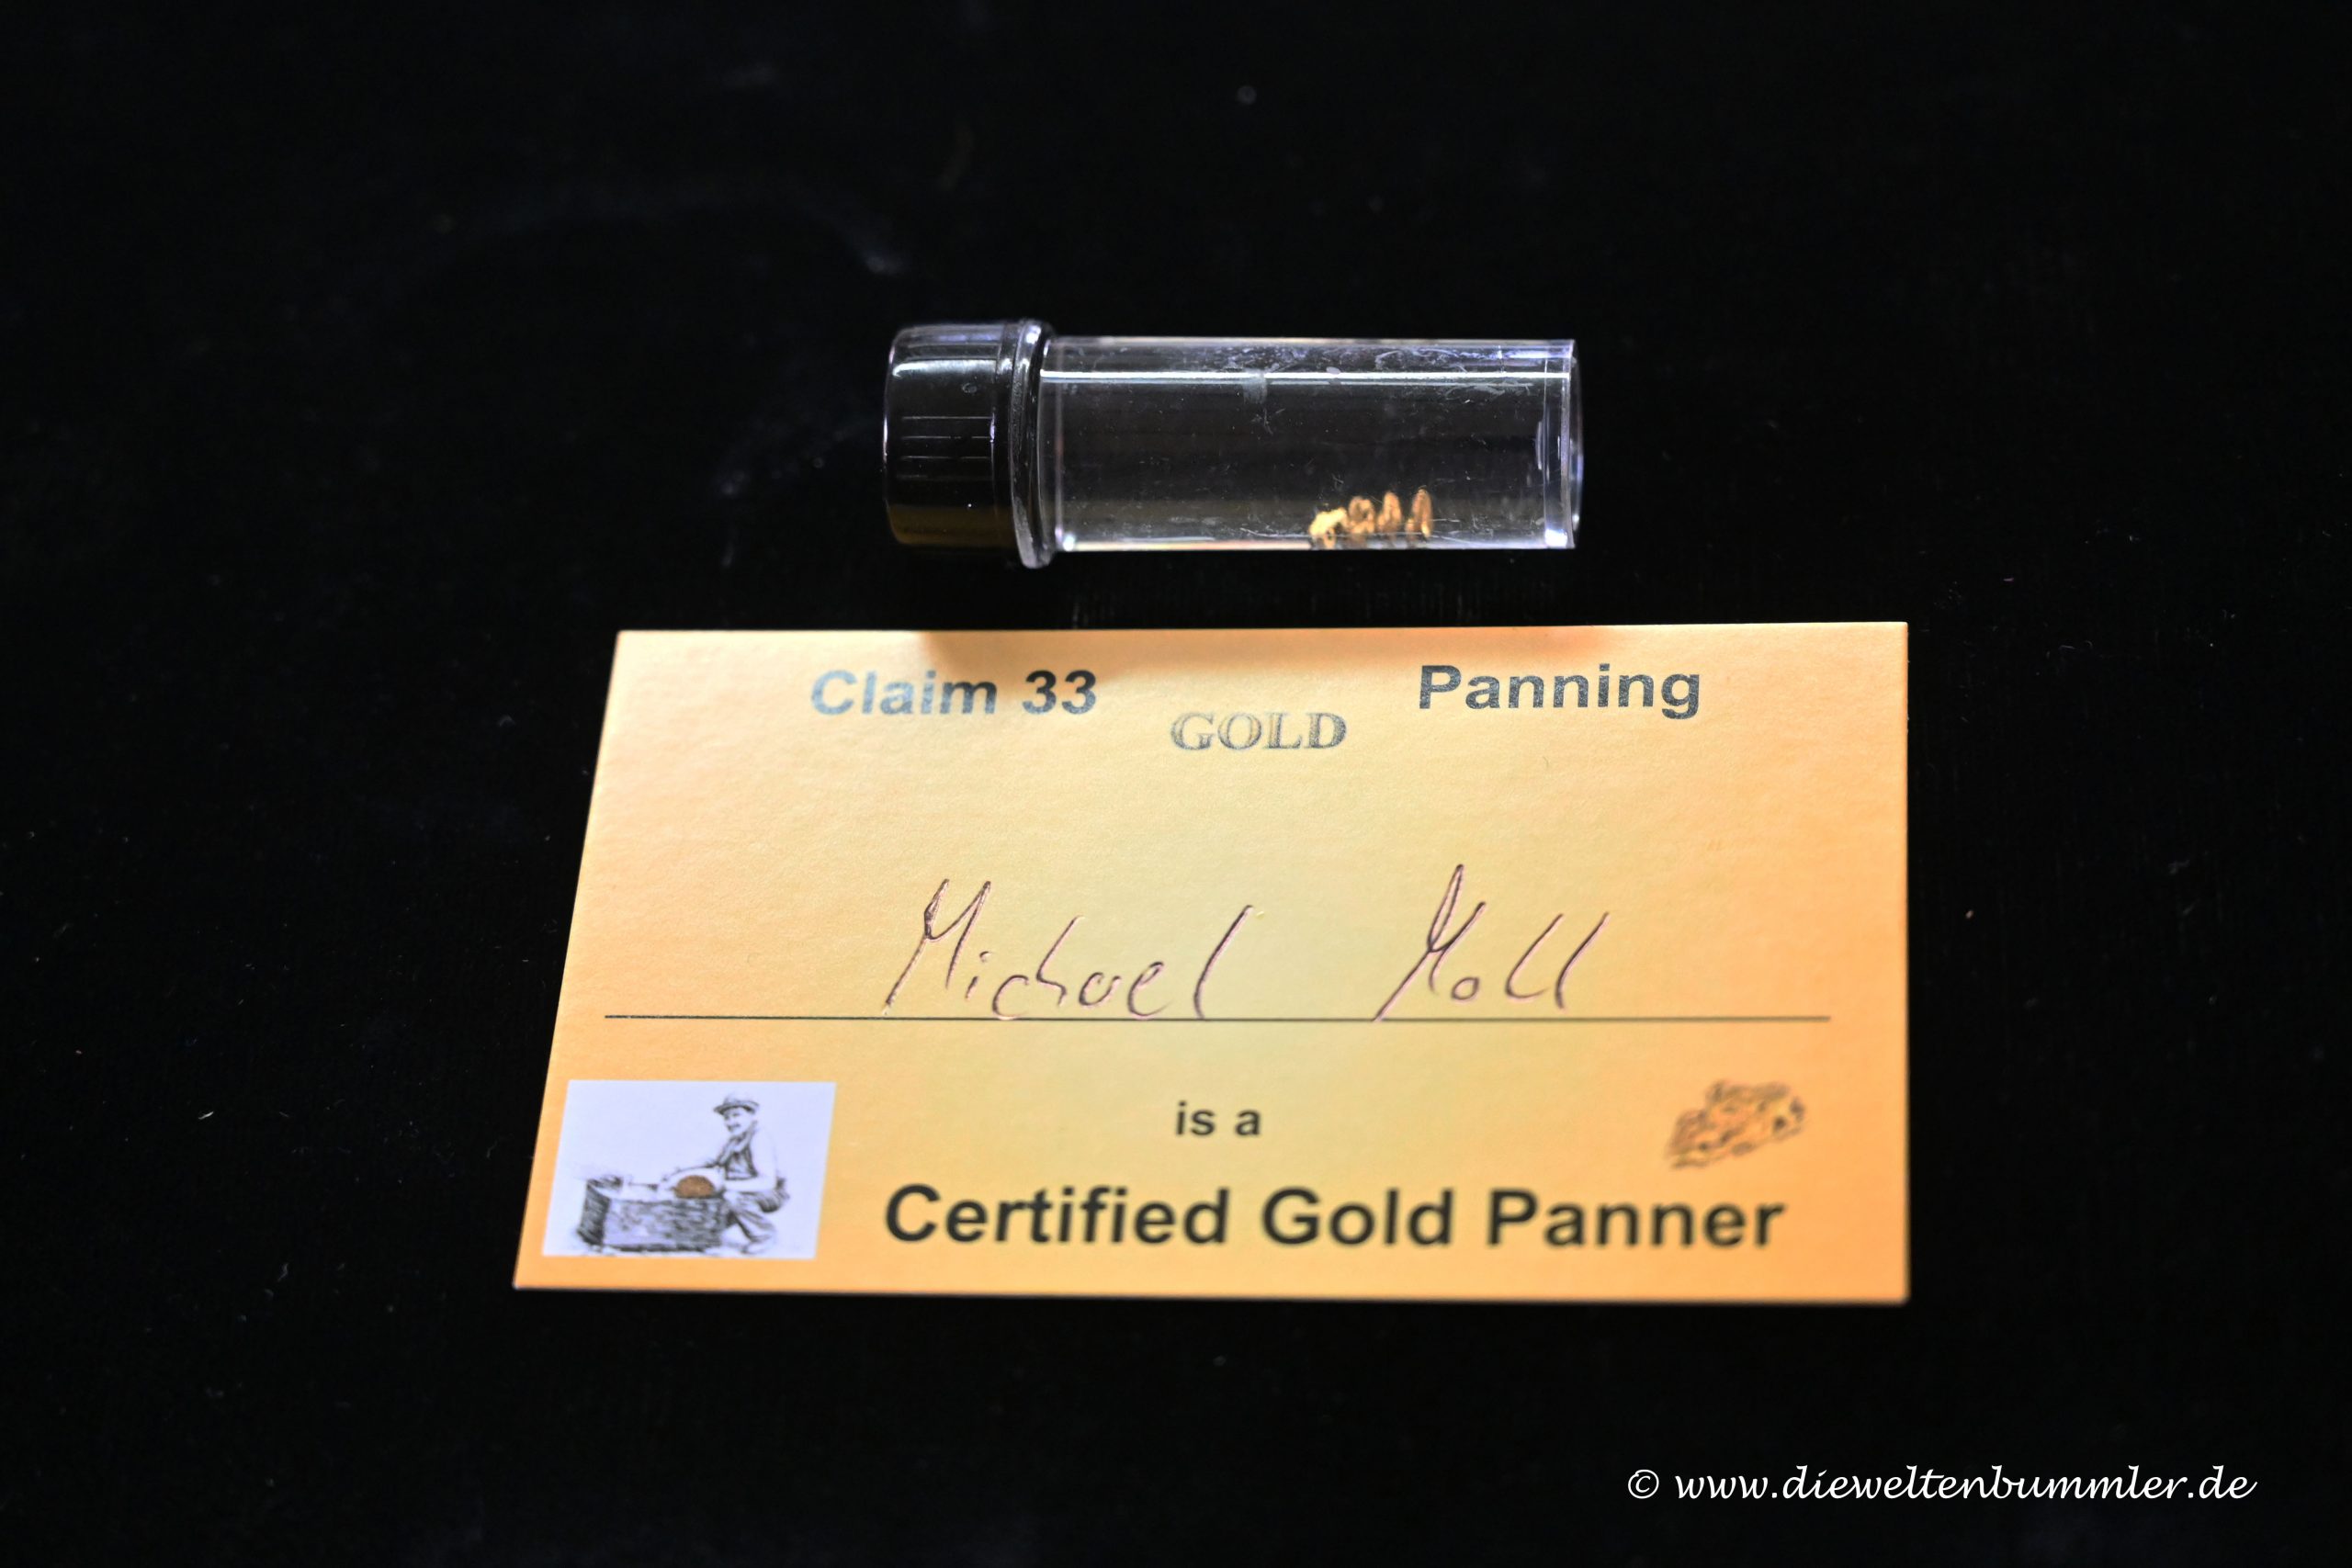 Claim 33 GOLD Panning
Michael Moll
is a
Certified Gold Panner
© www.dieweltenbummler.de